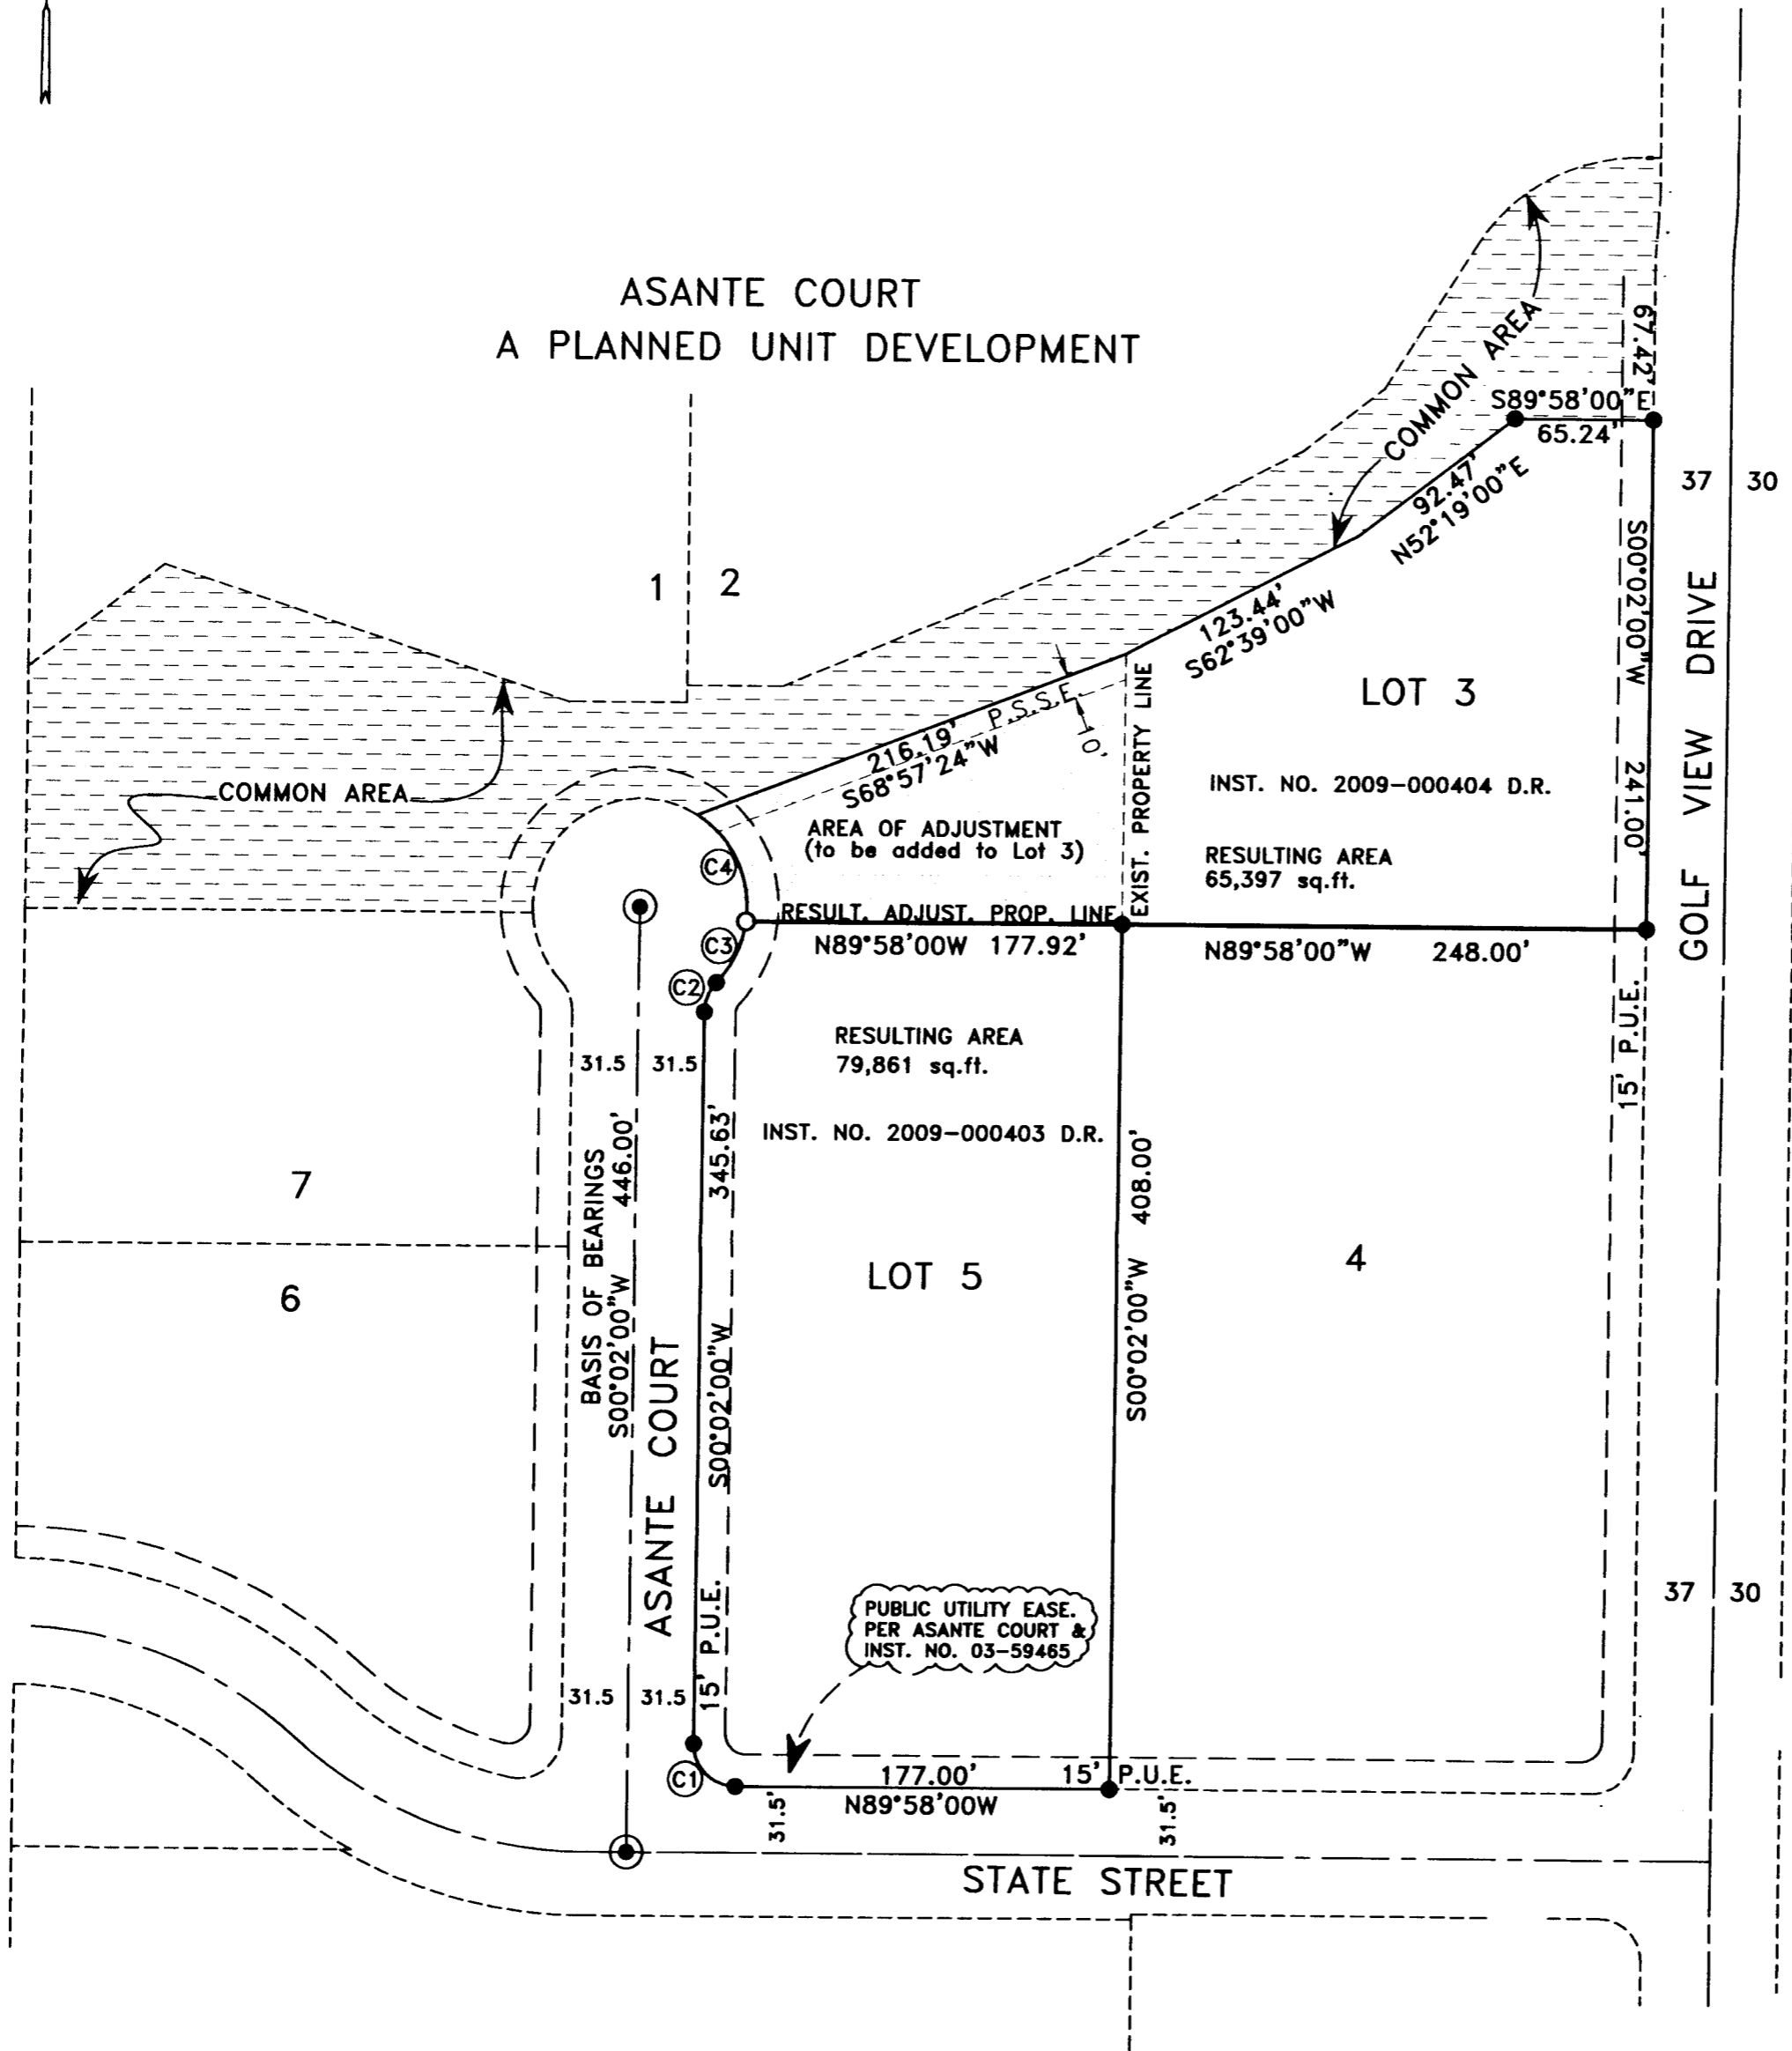 ASANTE COURT
A PLANNED UNIT DEVELOPMENT
COMMON AREA
67.42'
S89°58'00"E
65.24'
92.47'
N52°19'00"E
37
30
123.44'
S62°39'00"W
S00°02'00"W
241.00'
GOLF VIEW DRIVE
1
2
LOT 3
EXIST. PROPERTY LINE
P.S.S.E.
10'
216.19'
S68°57'24"W
INST. NO. 2009-000404 D.R.
COMMON AREA
AREA OF ADJUSTMENT
(to be added to Lot 3)
RESULTING AREA
65,397 sq.ft.
C4
RESULT. ADJUST. PROP. LINE
C3
N89°58'00W 177.92'
N89°58'00"W 248.00'
C2
15' P.U.E.
RESULTING AREA
79,861 sq.ft.
31.5
31.5
INST. NO. 2009-000403 D.R.
345.63'
S00°02'00"W
BASIS OF BEARINGS
S00°02'00"W 446.00'
408.00'
S00°02'00"W
7
6
LOT 5
4
ASANTE COURT
15' P.U.E.
PUBLIC UTILITY EASE.
PER ASANTE COURT &
INST. NO. 03-59465
37
30
31.5
31.5
C1
177.00'
15' P.U.E.
N89°58'00W
31.5'
31.5'
STATE STREET